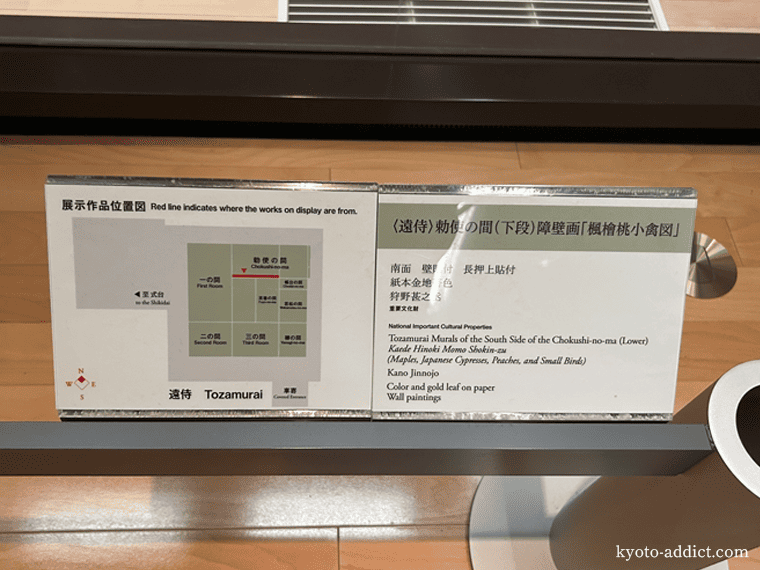 展示作品位置図 Red line indicates where the works on display are from.
勅使の間
Chokushi-no-ma
一の間
First Room
◀至式台
to the Shikidai
二の間
Second Room
三の間
Third Room
柳の間
N
W E
S
遠侍 Tozamurai
車寄
Covered Entrance
〈遠侍〉勅使の間(下段)障壁画「楓檜桃小禽図」
南面 壁 付 長押上貼付
紙本金地 色
狩野甚之
重要文化財
National Important Cultural Properties
Tozamurai Murals of the South Side of the Chokushi-no-ma (Lower)
Kaede Hinoki Momo Shokin-zu
(Maples, Japanese Cypresses, Peaches, and Small Birds)
Kano Jinnojo
Color and gold leaf on paper
Wall paintings
kyoto-addict.com